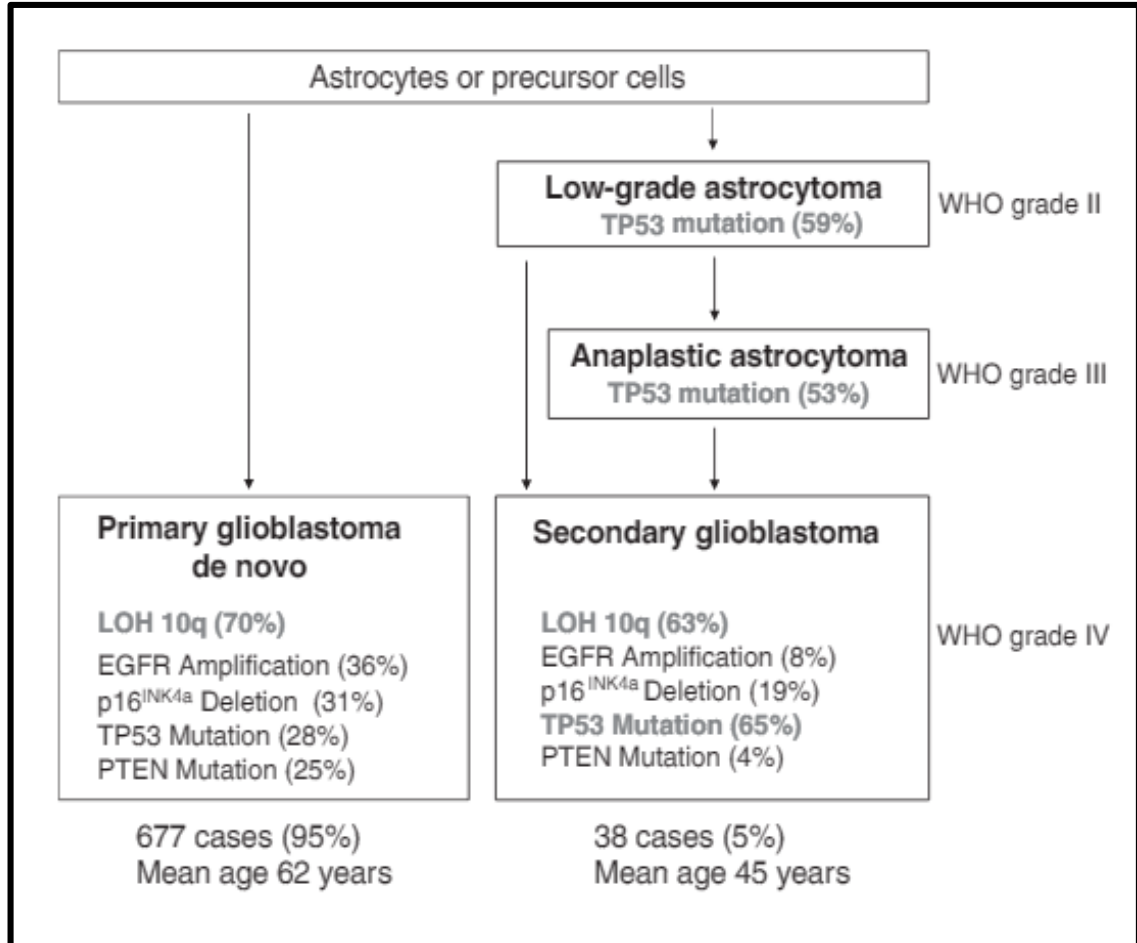 Astrocytes or precursor cells
Low-grade astrocytoma
TP53 mutation (59%)
WHO grade II
Anaplastic astrocytoma
TP53 mutation (53%)
WHO grade III
Primary glioblastoma
de novo
LOH 10q (70%)
EGFR Amplification (36%)
p16INK4a Deletion (31%)
TP53 Mutation (28%)
PTEN Mutation (25%)
677 cases (95%)
Mean age 62 years
Secondary glioblastoma
LOH 10q (63%)
EGFR Amplification (8%)
p16INK4a Deletion (19%)
TP53 Mutation (65%)
PTEN Mutation (4%)
38 cases (5%)
Mean age 45 years
WHO grade IV